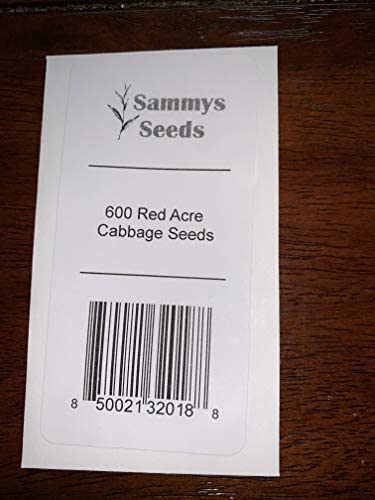 Sammys
Seeds
600 Red Acre
Cabbage Seeds
8 50021 32018 8